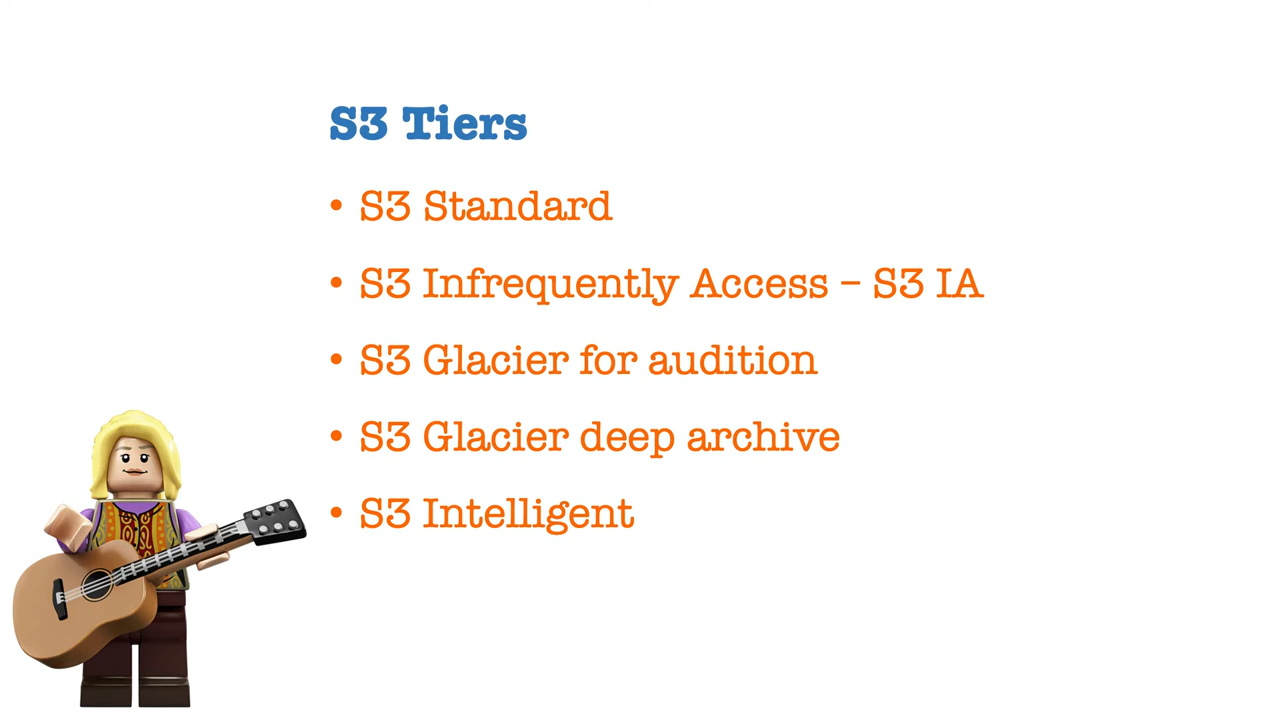 S3 Tiers
• S3 Standard
• S3 Infrequently Access – S3 IA
• S3 Glacier for audition
• S3 Glacier deep archive
• S3 Intelligent